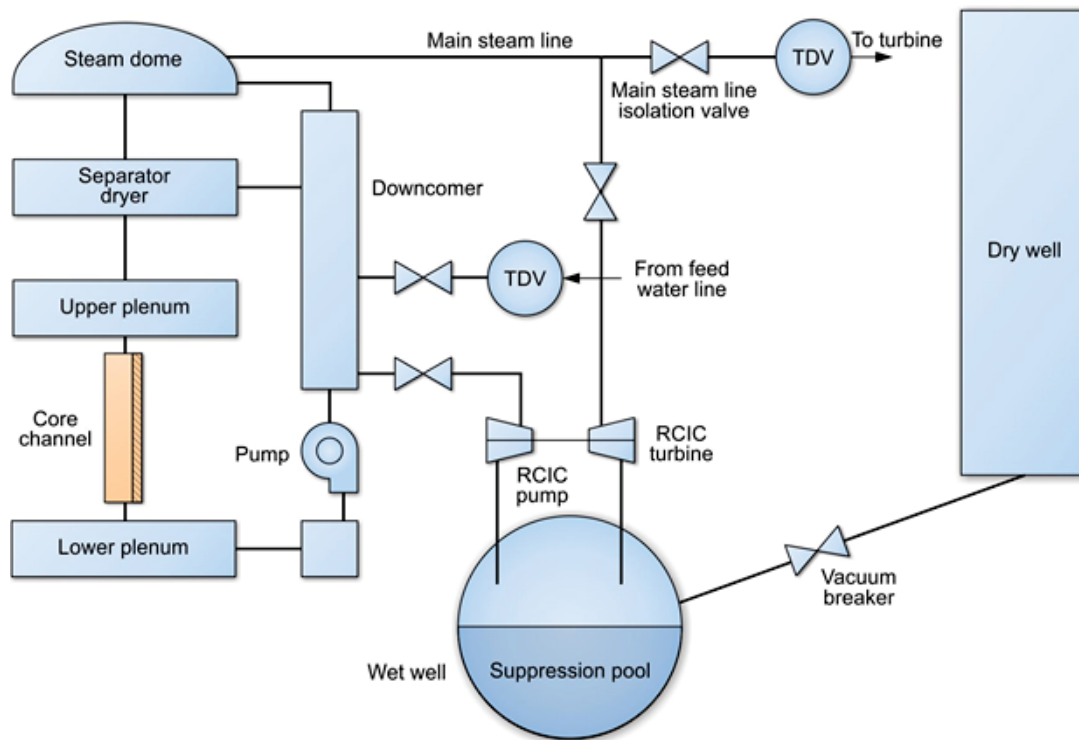 Steam dome
Main steam line
TDV
To turbine
Main steam line
isolation valve
Separator
dryer
Downcomer
Dry well
TDV
From feed
water line
Upper plenum
Core
channel
Pump
RCIC
turbine
RCIC
pump
Lower plenum
Vacuum
breaker
Wet well
Suppression pool